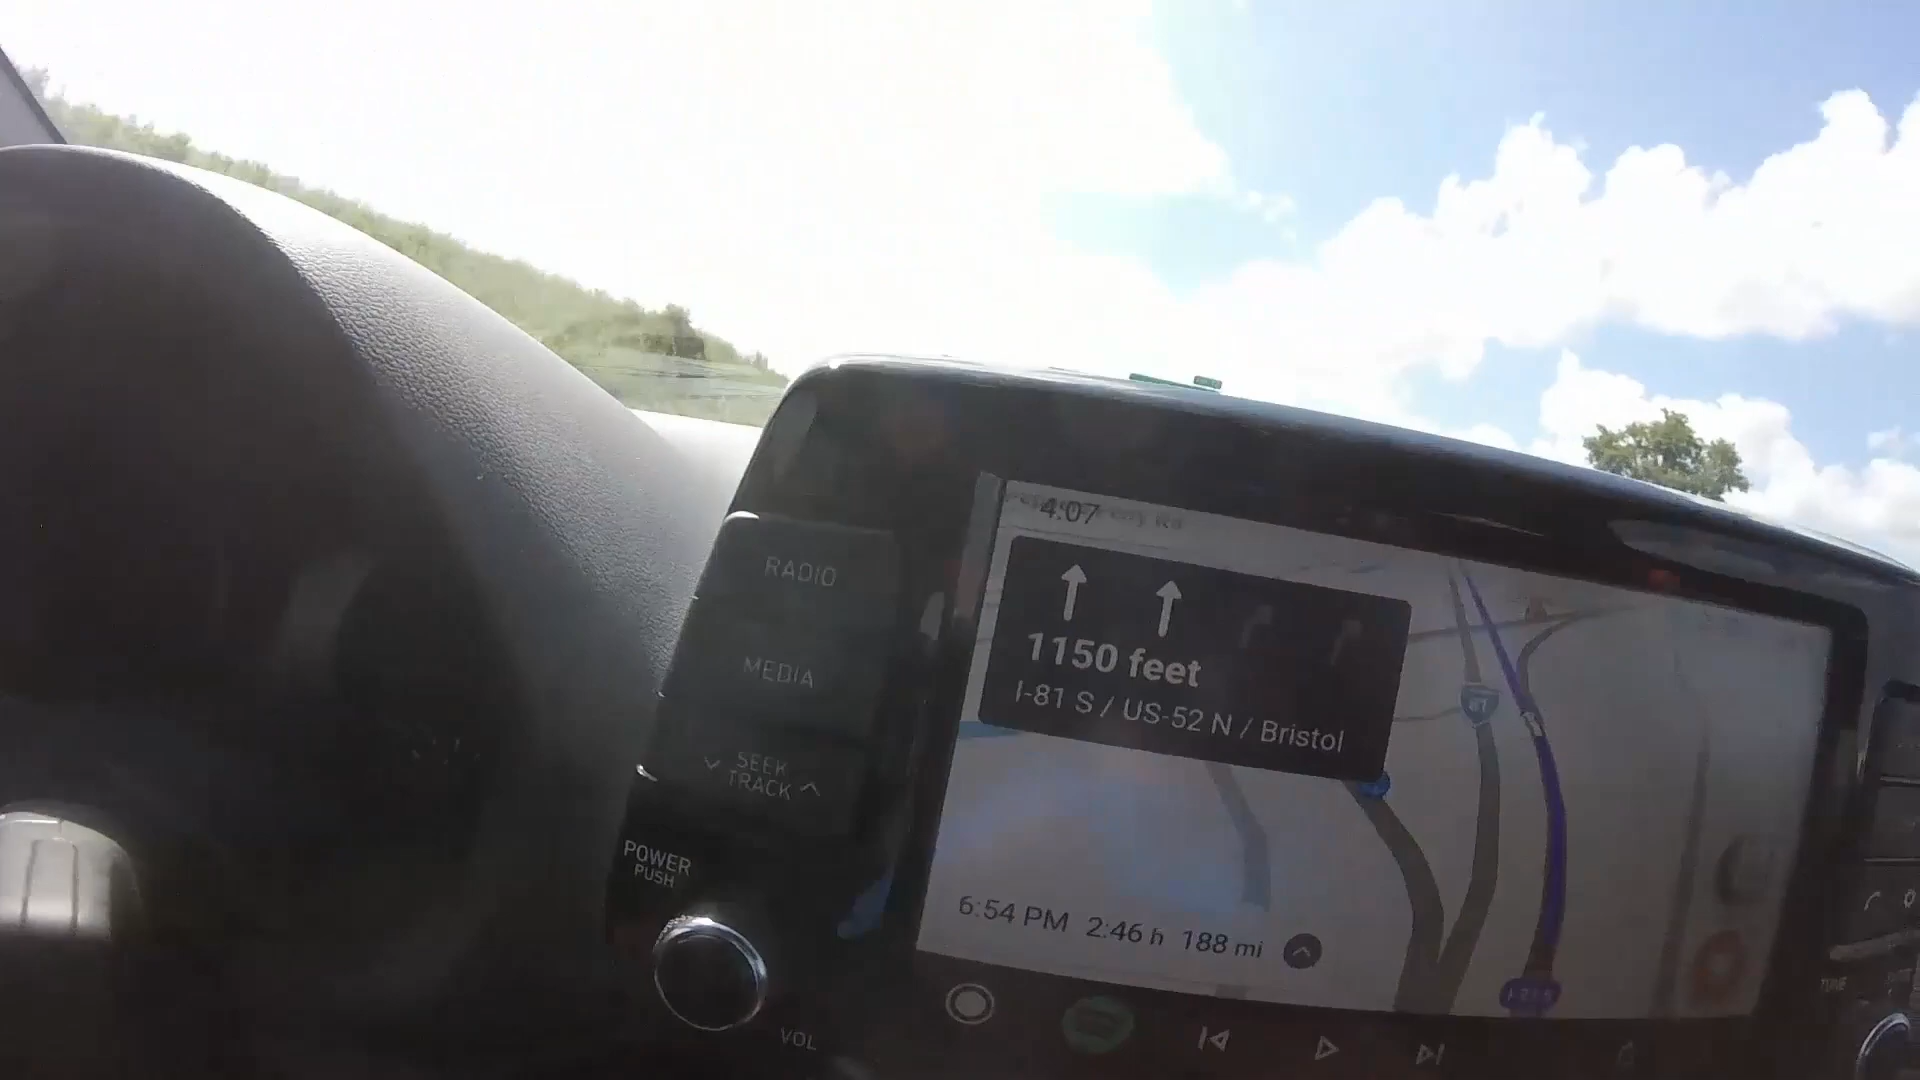 4:07
1150 feet
I-81 S / US-52 N / Bristol
RADIO
MEDIA
SEEK
TRACK
POWER
PUSH
VOL
6:54 PM 2:46 h 188 mi
TUNE